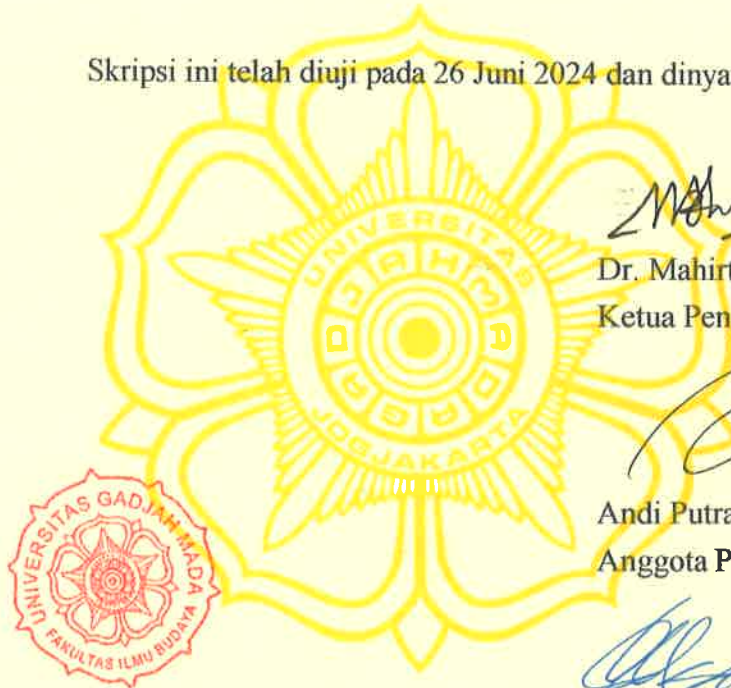 Skripsi ini telah diuji pada 26 Juni 2024 dan dinya
Dr. Mahirt
Ketua Pen
Andi Putra
Anggota P
UNIVERSITAS
GADJAH MADA
JOGJAKARTA
UNIVERSITAS GADJAH MADA
FAKULTAS ILMU BUDAYA